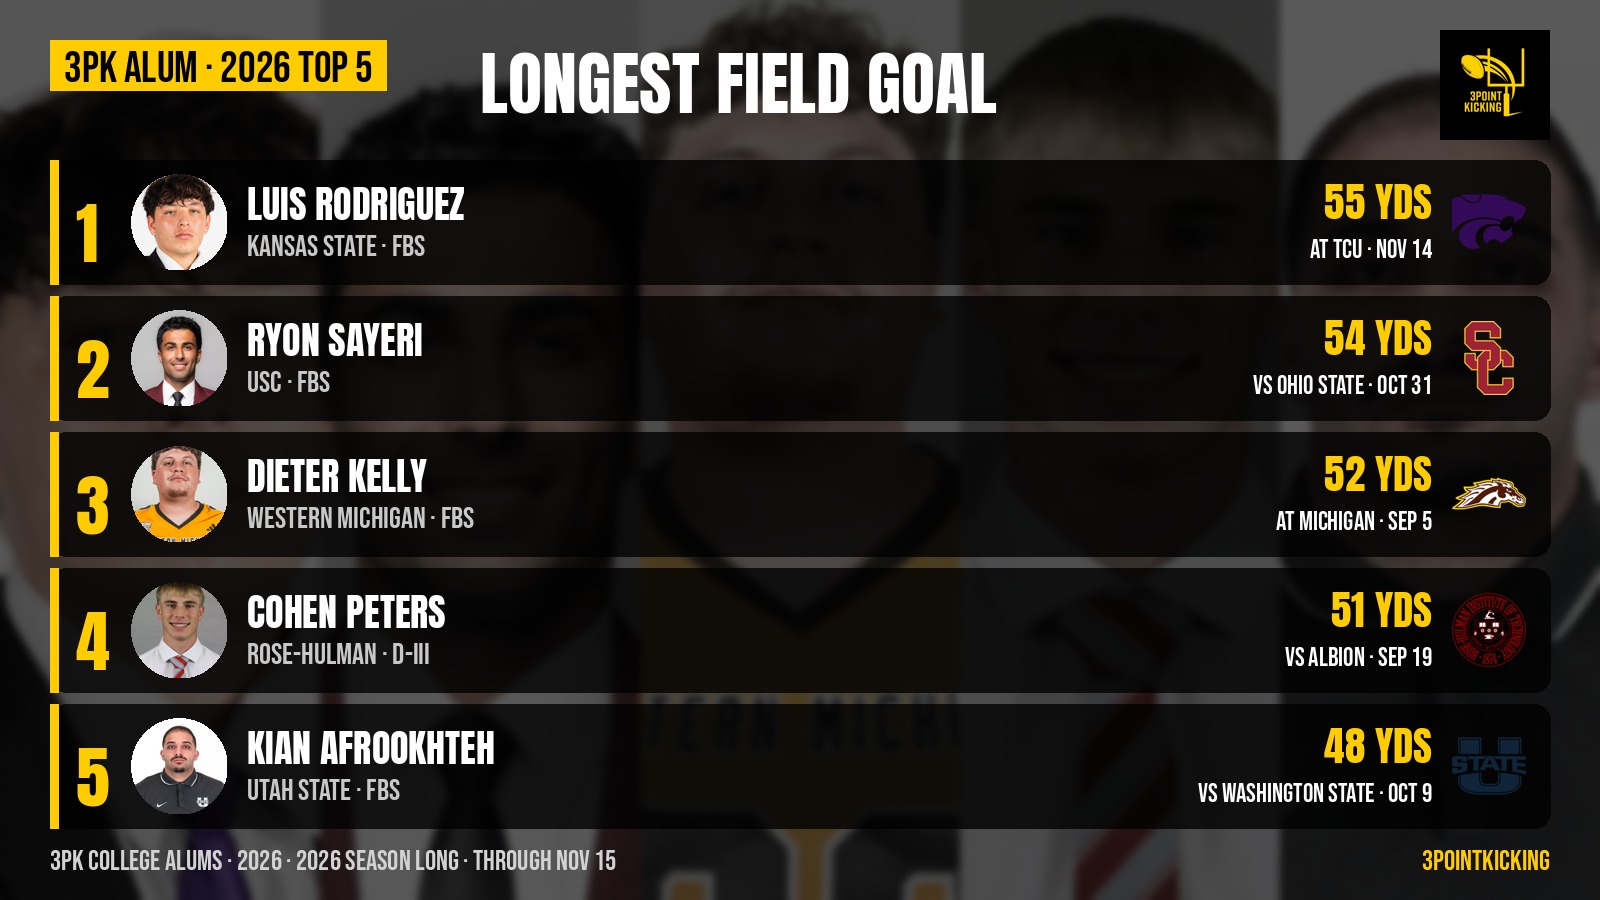 3PK ALUM · 2026 TOP 5
LONGEST FIELD GOAL
3POINT
KICKING
1
LUIS RODRIGUEZ
KANSAS STATE · FBS
55 YDS
AT TCU · NOV 14
2
RYON SAYERI
USC · FBS
54 YDS
VS OHIO STATE · OCT 31
SC
3
DIETER KELLY
WESTERN MICHIGAN · FBS
52 YDS
AT MICHIGAN · SEP 5
4
COHEN PETERS
ROSE-HULMAN · D-III
51 YDS
VS ALBION · SEP 19
5
KIAN AFROOKHTEH
UTAH STATE · FBS
48 YDS
VS WASHINGTON STATE · OCT 9
U
STATE
TERN MICHI
3PK COLLEGE ALUMS · 2026 · 2026 SEASON LONG · THROUGH NOV 15
3POINTKICKING